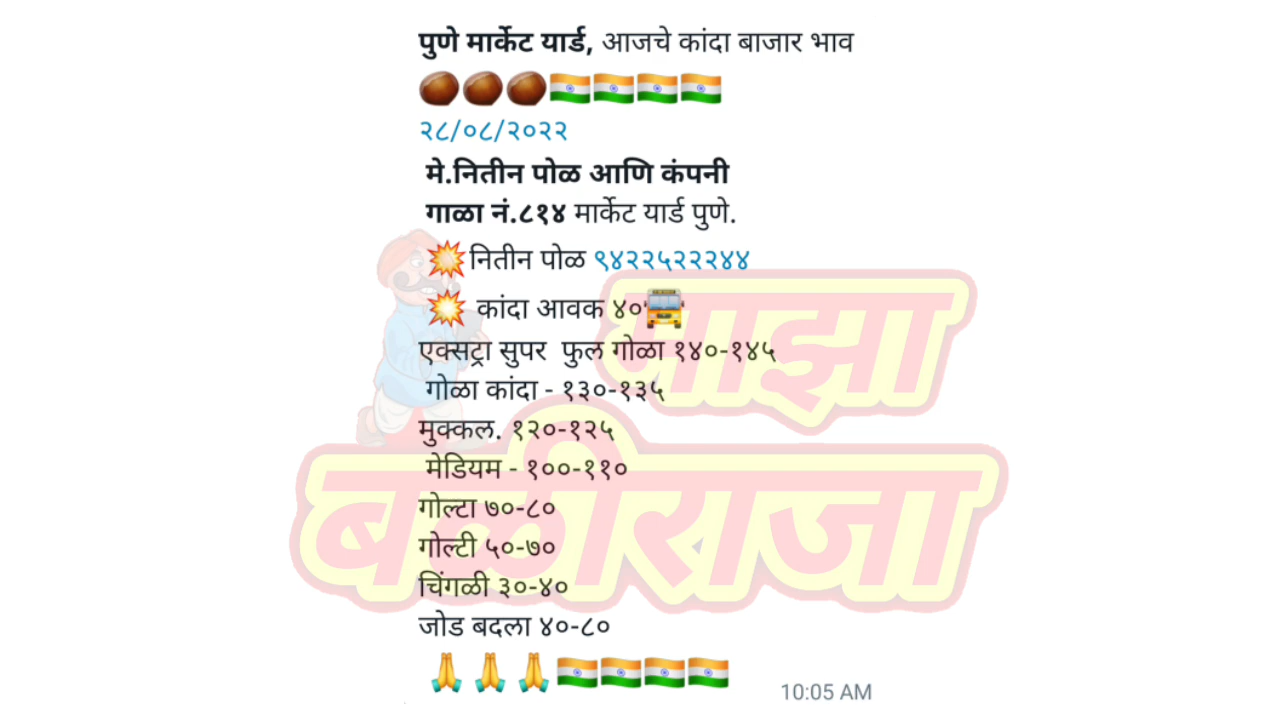 पुणे मार्केट यार्ड, आजचे कांदा बाजार भाव
🌰🌰🌰🇮🇳🇮🇳🇮🇳🇮🇳
२८/०८/२०२२
मे.नितीन पोळ आणि कंपनी
गाळा नं.८१४ मार्केट यार्ड पुणे.
💥नितीन पोळ ९४२२५२२२४४
💥 कांदा आवक ४०🚌
एक्सट्रा सुपर फुल गोळा १४०-१४५
गोळा कांदा - १३०-१३५
मुक्कल. १२०-१२५
मेडियम - १००-११०
गोल्टा ७०-८०
गोल्टी ५०-७०
चिंगळी ३०-४०
जोड बदला ४०-८०
🙏🙏🙏🇮🇳🇮🇳🇮🇳🇮🇳
10:05 AM
माझा
बळीराजा